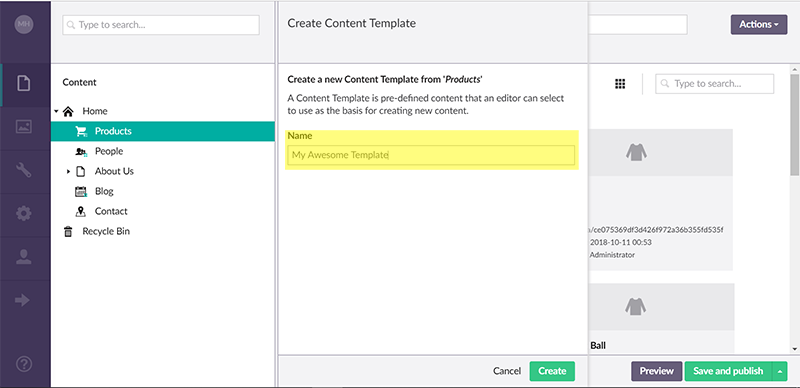 MH
Type to search...
Content
Home
Products
People
About Us
Blog
Contact
Recycle Bin
Create Content Template
Create a new Content Template from 'Products'
A Content Template is pre-defined content that an editor can select
to use as the basis for creating new content.
Name
My Awesome Template
Cancel
Create
Actions
Type to search...
/ce075369df3d426f972a36b355fd535f
2018-10-11 00:53
Administrator
Ball
Preview
Save and publish